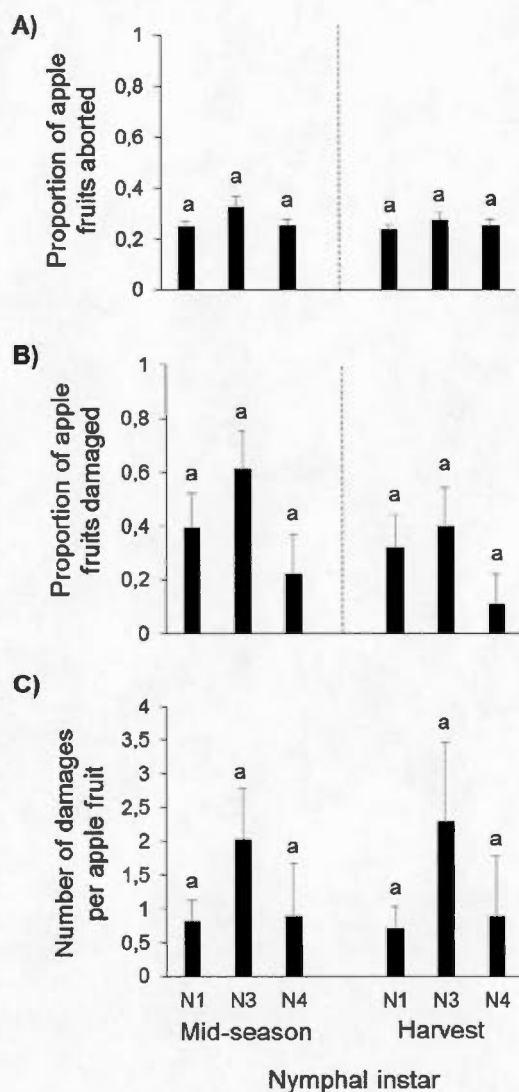 A)
Proportion of apple
fruits aborted
1
0,8
0,6
0,4
0,2
0
a a a a a a
B)
Proportion of apple
fruits damaged
1
0,8
0,6
0,4
0,2
0
a a a a a a
C)
Number of damages
per apple fruit
4
3,5
3
2,5
2
1,5
1
0,5
0
a a a a a a
N1 N3 N4 N1 N3 N4
Mid-season Harvest
Nymphal instar